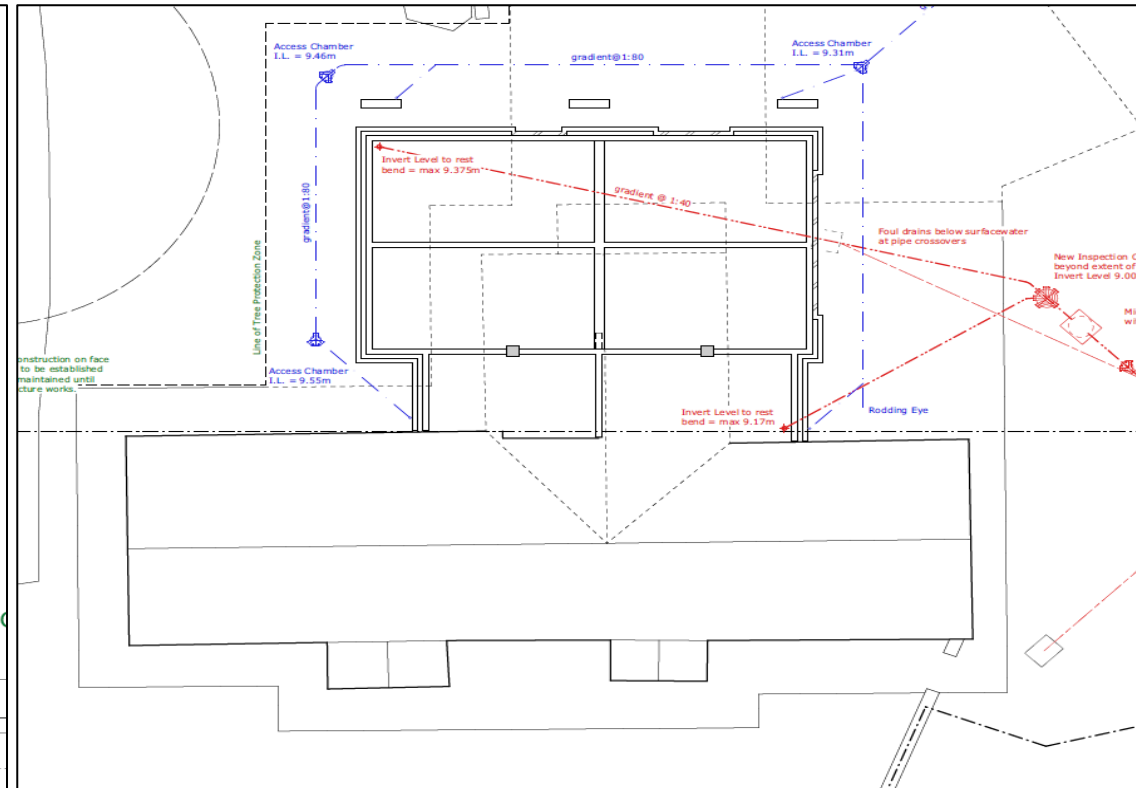 Access Chamber
I.L. = 9.46m
gradient@1:80
Access Chamber
I.L. = 9.31m
Invert Level to rest
bend = max 9.375m
gradient @ 1:40
gradient@1:80
Line of Tree Protection Zone
Foul drains below surfacewater
at pipe crossovers
New Inspection
beyond extent of
Invert Level 9.00
onstruction on face
to be established
maintained until
cture works.
Access Chamber
I.L. = 9.55m
Invert Level to rest
bend = max 9.17m
Rodding Eye